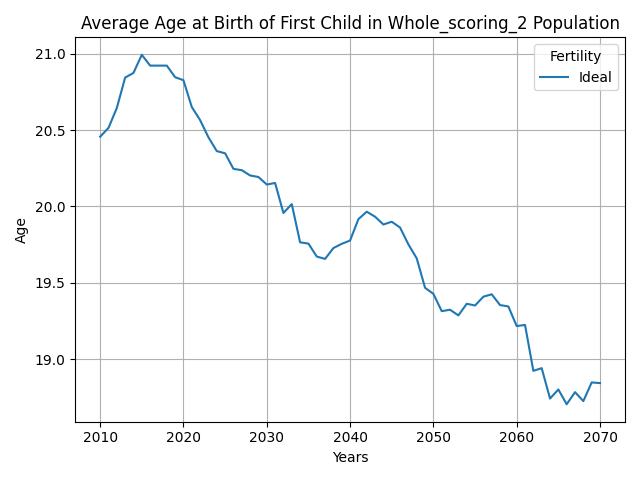 Average Age at Birth of First Child in Whole_scoring_2 Population
Fertility
Ideal
21.0
20.5
20.0
19.5
19.0
Age
2010 2020 2030 2040 2050 2060 2070
Years